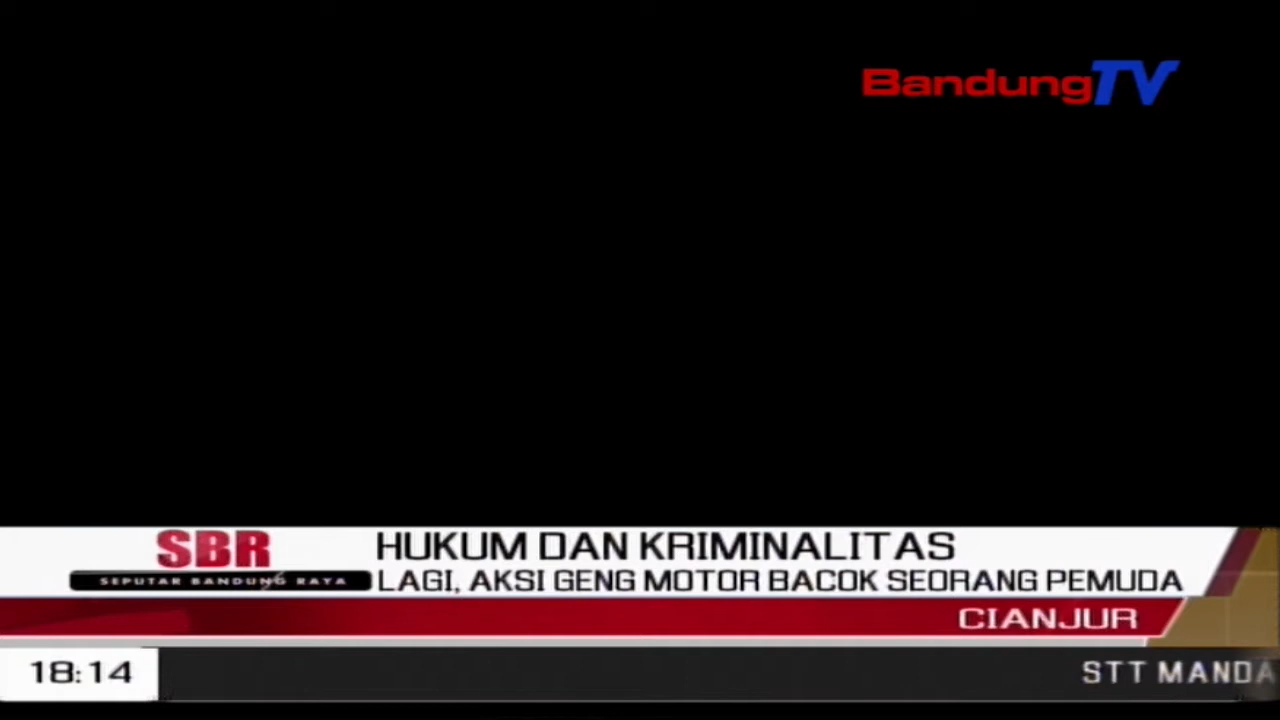 BandungTV
SBR
SEPUTAR BANDUNG RAYA
HUKUM DAN KRIMINALITAS
LAGI, AKSI GENG MOTOR BACOK SEORANG PEMUDA
CIANJUR
18:14
STT MANDA